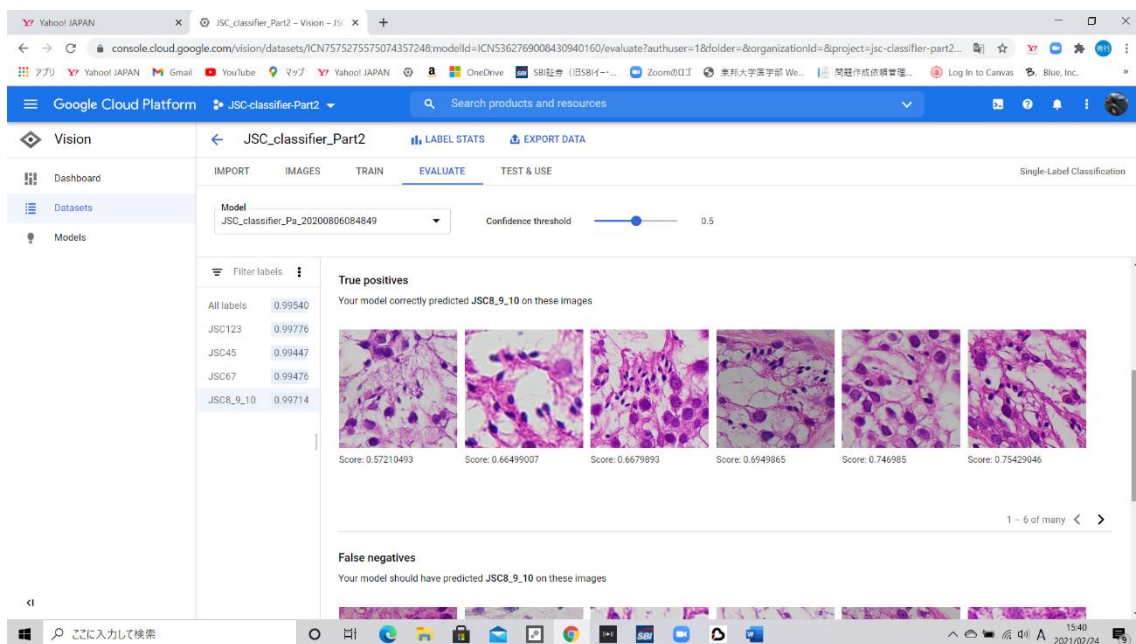 Yahoo! JAPAN
JSC_classifier_Part2 – Vision – JSC
console.cloud.google.com/vision/datasets/ICN7575275575074357248;modelId=ICN5362769008430940160/evaluate?authuser=1&folder=&organizationId=&project=jsc-classifier-part2...
アプリ Yahoo! JAPAN Gmail YouTube マップ Yahoo! JAPAN OneDrive SBI証券 (旧SBIイー・... Zoomのロゴ 東邦大学医学部 We... 問題作成依頼管理... Log In to Canvas Blue, Inc.
Google Cloud Platform JSC-classifier-Part2 Search products and resources
Vision JSC_classifier_Part2 LABEL STATS EXPORT DATA
Dashboard
Datasets
Models
IMPORT IMAGES TRAIN EVALUATE TEST & USE Single-Label Classification
Model
JSC_classifier_Pa_20200806084849
Confidence threshold 0.5
Filter labels
All labels 0.99540
JSC123 0.99776
JSC45 0.99447
JSC67 0.99476
JSC8_9_10 0.99714
True positives
Your model correctly predicted JSC8_9_10 on these images
Score: 0.57210493 Score: 0.66499007 Score: 0.6679893 Score: 0.6949865 Score: 0.746985 Score: 0.75429046
1 – 6 of many
False negatives
Your model should have predicted JSC8_9_10 on these images
ここに入力して検索
SBI
A
15:40
2021/02/24